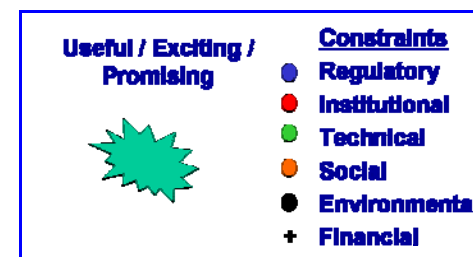 Useful / Exciting /
Promising
Constraints
Regulatory
Institutional
Technical
Social
Environmenta
+ Financial